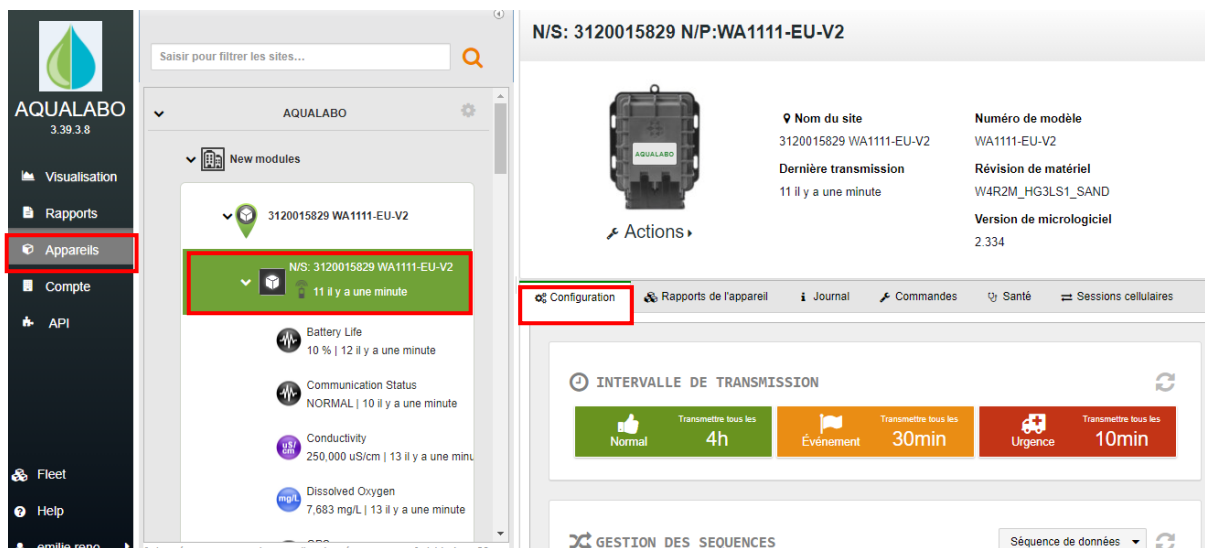 AQUALABO
3.39.3.8
Visualisation
Rapports
Appareils
Compte
API
Fleet
Help
emilie reno
Saisir pour filtrer les sites...
AQUALABO
New modules
3120015829 WA1111-EU-V2
N/S: 3120015829 WA1111-EU-V2
11 il y a une minute
Battery Life
10 % | 12 il y a une minute
Communication Status
NORMAL | 10 il y a une minute
uS/cm
Conductivity
250,000 uS/cm | 13 il y a une minu
mg/L
Dissolved Oxygen
7,683 mg/L | 13 il y a une minute
N/S: 3120015829 N/P:WA1111-EU-V2
AQUALABO
Actions
Nom du site
3120015829 WA1111-EU-V2
Dernière transmission
11 il y a une minute
Numéro de modèle
WA1111-EU-V2
Révision de matériel
W4R2M_HG3LS1_SAND
Version de micrologiciel
2.334
Configuration
Rapports de l'appareil
Journal
Commandes
Santé
Sessions cellulaires
INTERVALLE DE TRANSMISSION
Normal
Transmettre tous les
4h
Événement
Transmettre tous les
30min
Urgence
Transmettre tous les
10min
GESTION DES SEQUENCES
Séquence de données